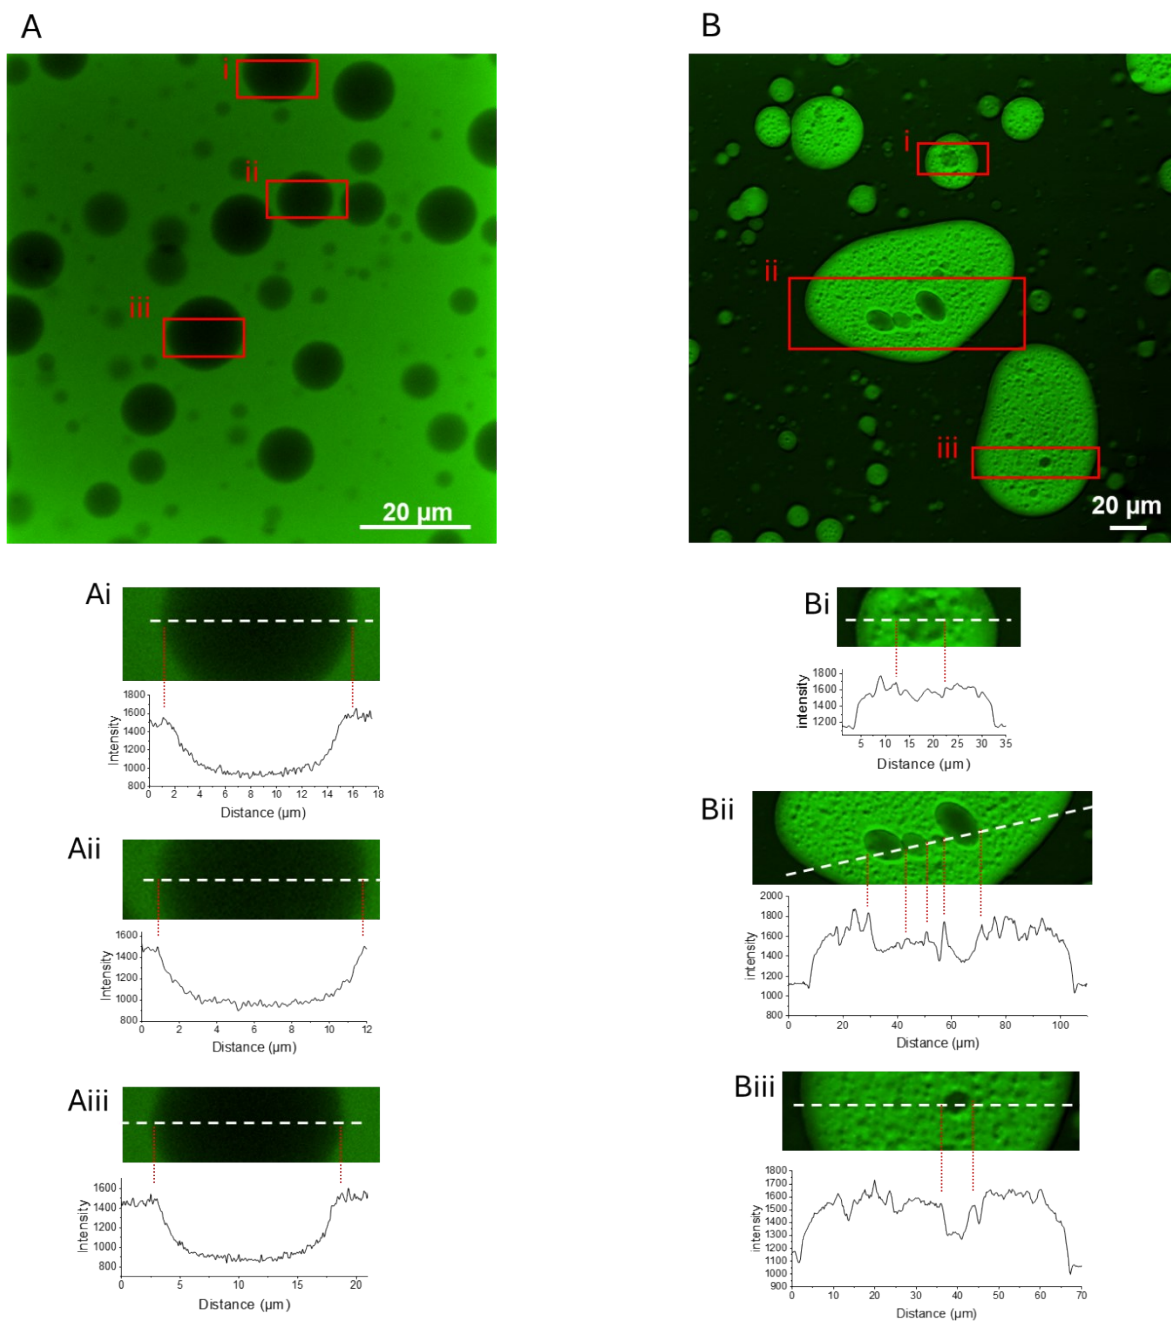 A
B
i
ii
iii
20 µm
i
ii
iii
20 µm
Ai
1800
1600
1400
1200
1000
800
Intensity
0 2 4 6 8 10 12 14 16 18
Distance (µm)
Aii
1600
1400
1200
1000
800
Intensity
0 2 4 6 8 10 12
Distance (µm)
Aiii
1600
1400
1200
1000
800
Intensity
0 5 10 15 20
Distance (µm)
Bi
1800
1600
1400
1200
intensity
5 10 15 20 25 30 35
Distance (µm)
Bii
2000
1800
1600
1400
1200
1000
800
intensity
0 20 40 60 80 100
Distance (µm)
Biii
1800
1700
1600
1500
1400
1300
1200
1100
1000
900
intensity
0 10 20 30 40 50 60 70
Distance (µm)